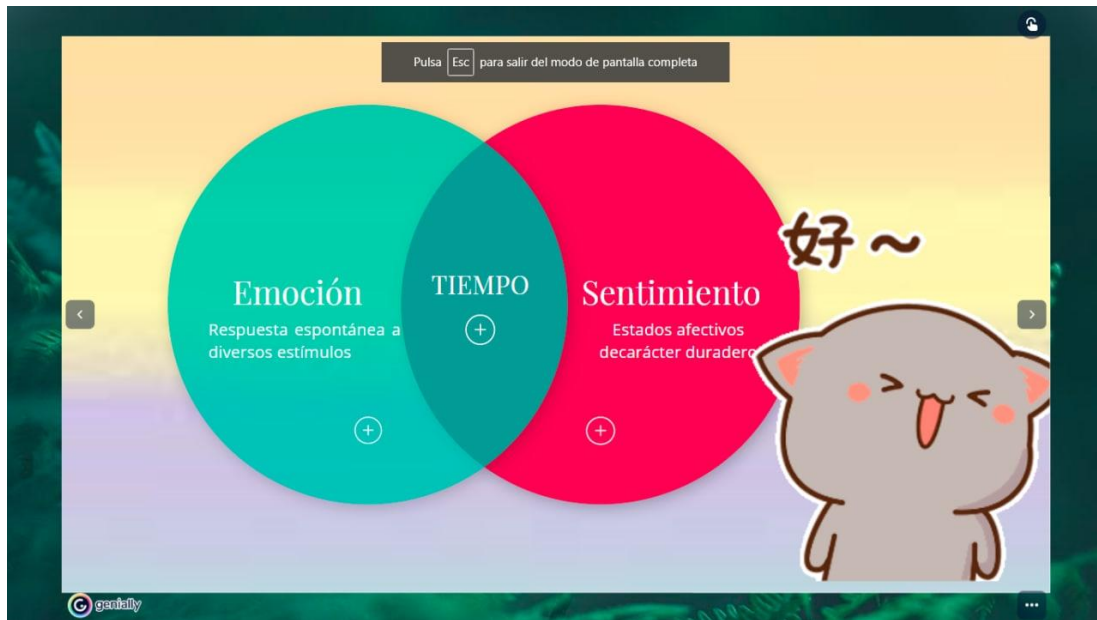 Pulsa Esc para salir del modo de pantalla completa
好～
Emoción
Respuesta espontánea a
diversos estímulos
TIEMPO
Sentimiento
Estados afectivos
decarácter duradero
genially